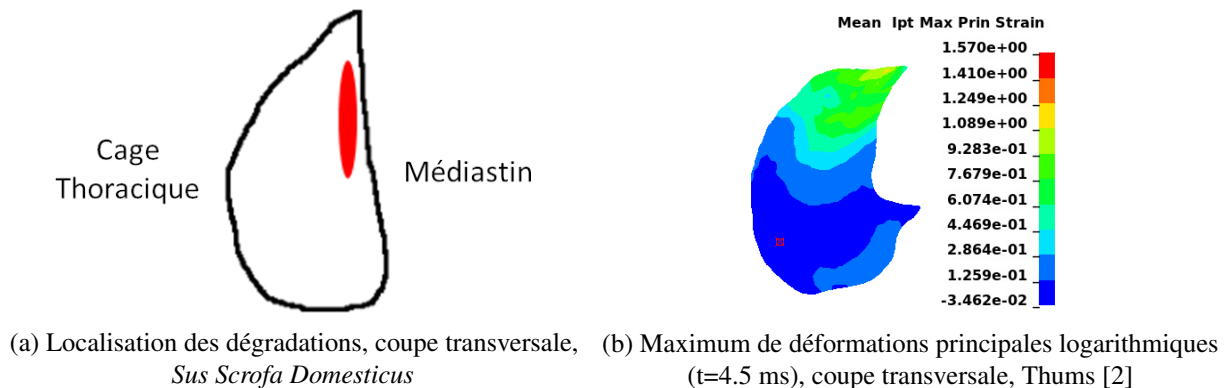 Cage
Thoracique
Médiastin
(a) Localisation des dégradations, coupe transversale,
Sus Scrofa Domesticus
Mean Ipt Max Prin Strain
1.570e+00
1.410e+00
1.249e+00
1.089e+00
9.283e-01
7.679e-01
6.074e-01
4.469e-01
2.864e-01
1.259e-01
-3.462e-02
(b) Maximum de déformations principales logarithmiques
(t=4.5 ms), coupe transversale, Thums [2]